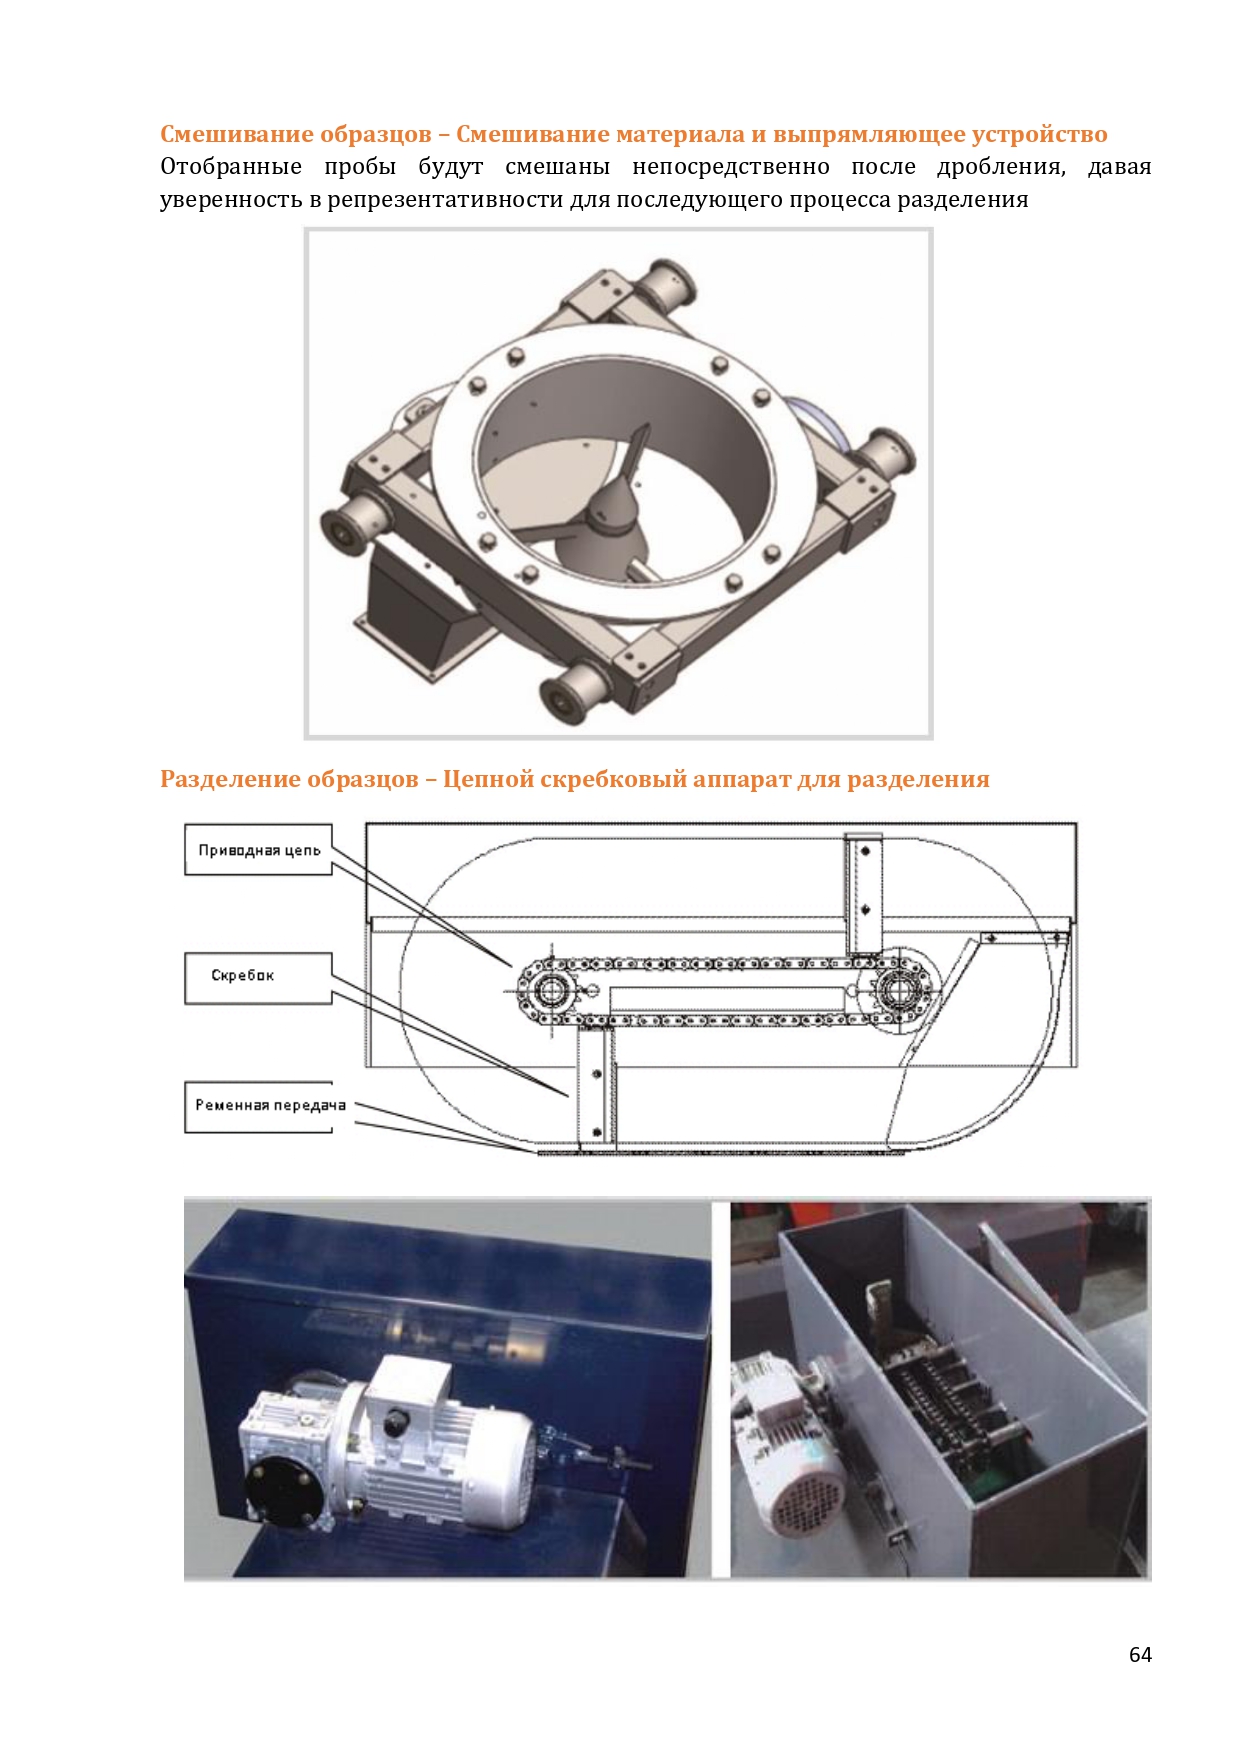 Смешивание образцов – Смешивание материала и выпрямляющее устройство
Отобранные пробы будут смешаны непосредственно после дробления, давая
уверенность в репрезентативности для последующего процесса разделения
Разделение образцов – Цепной скребковый аппарат для разделения
Приводная цепь
Скребок
Ременная передача
64